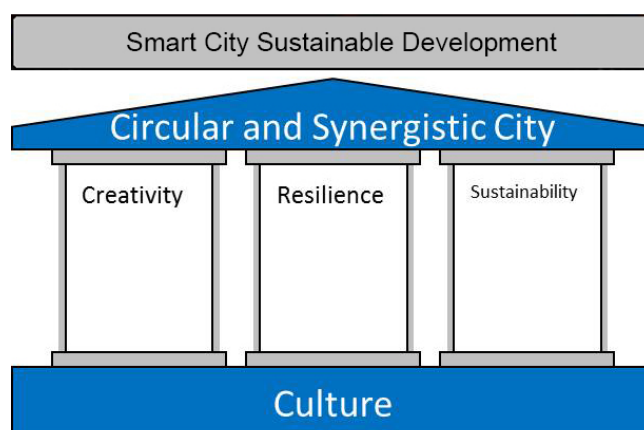 Smart City Sustainable Development
Circular and Synergistic City
Creativity
Resilience
Sustainability
Culture